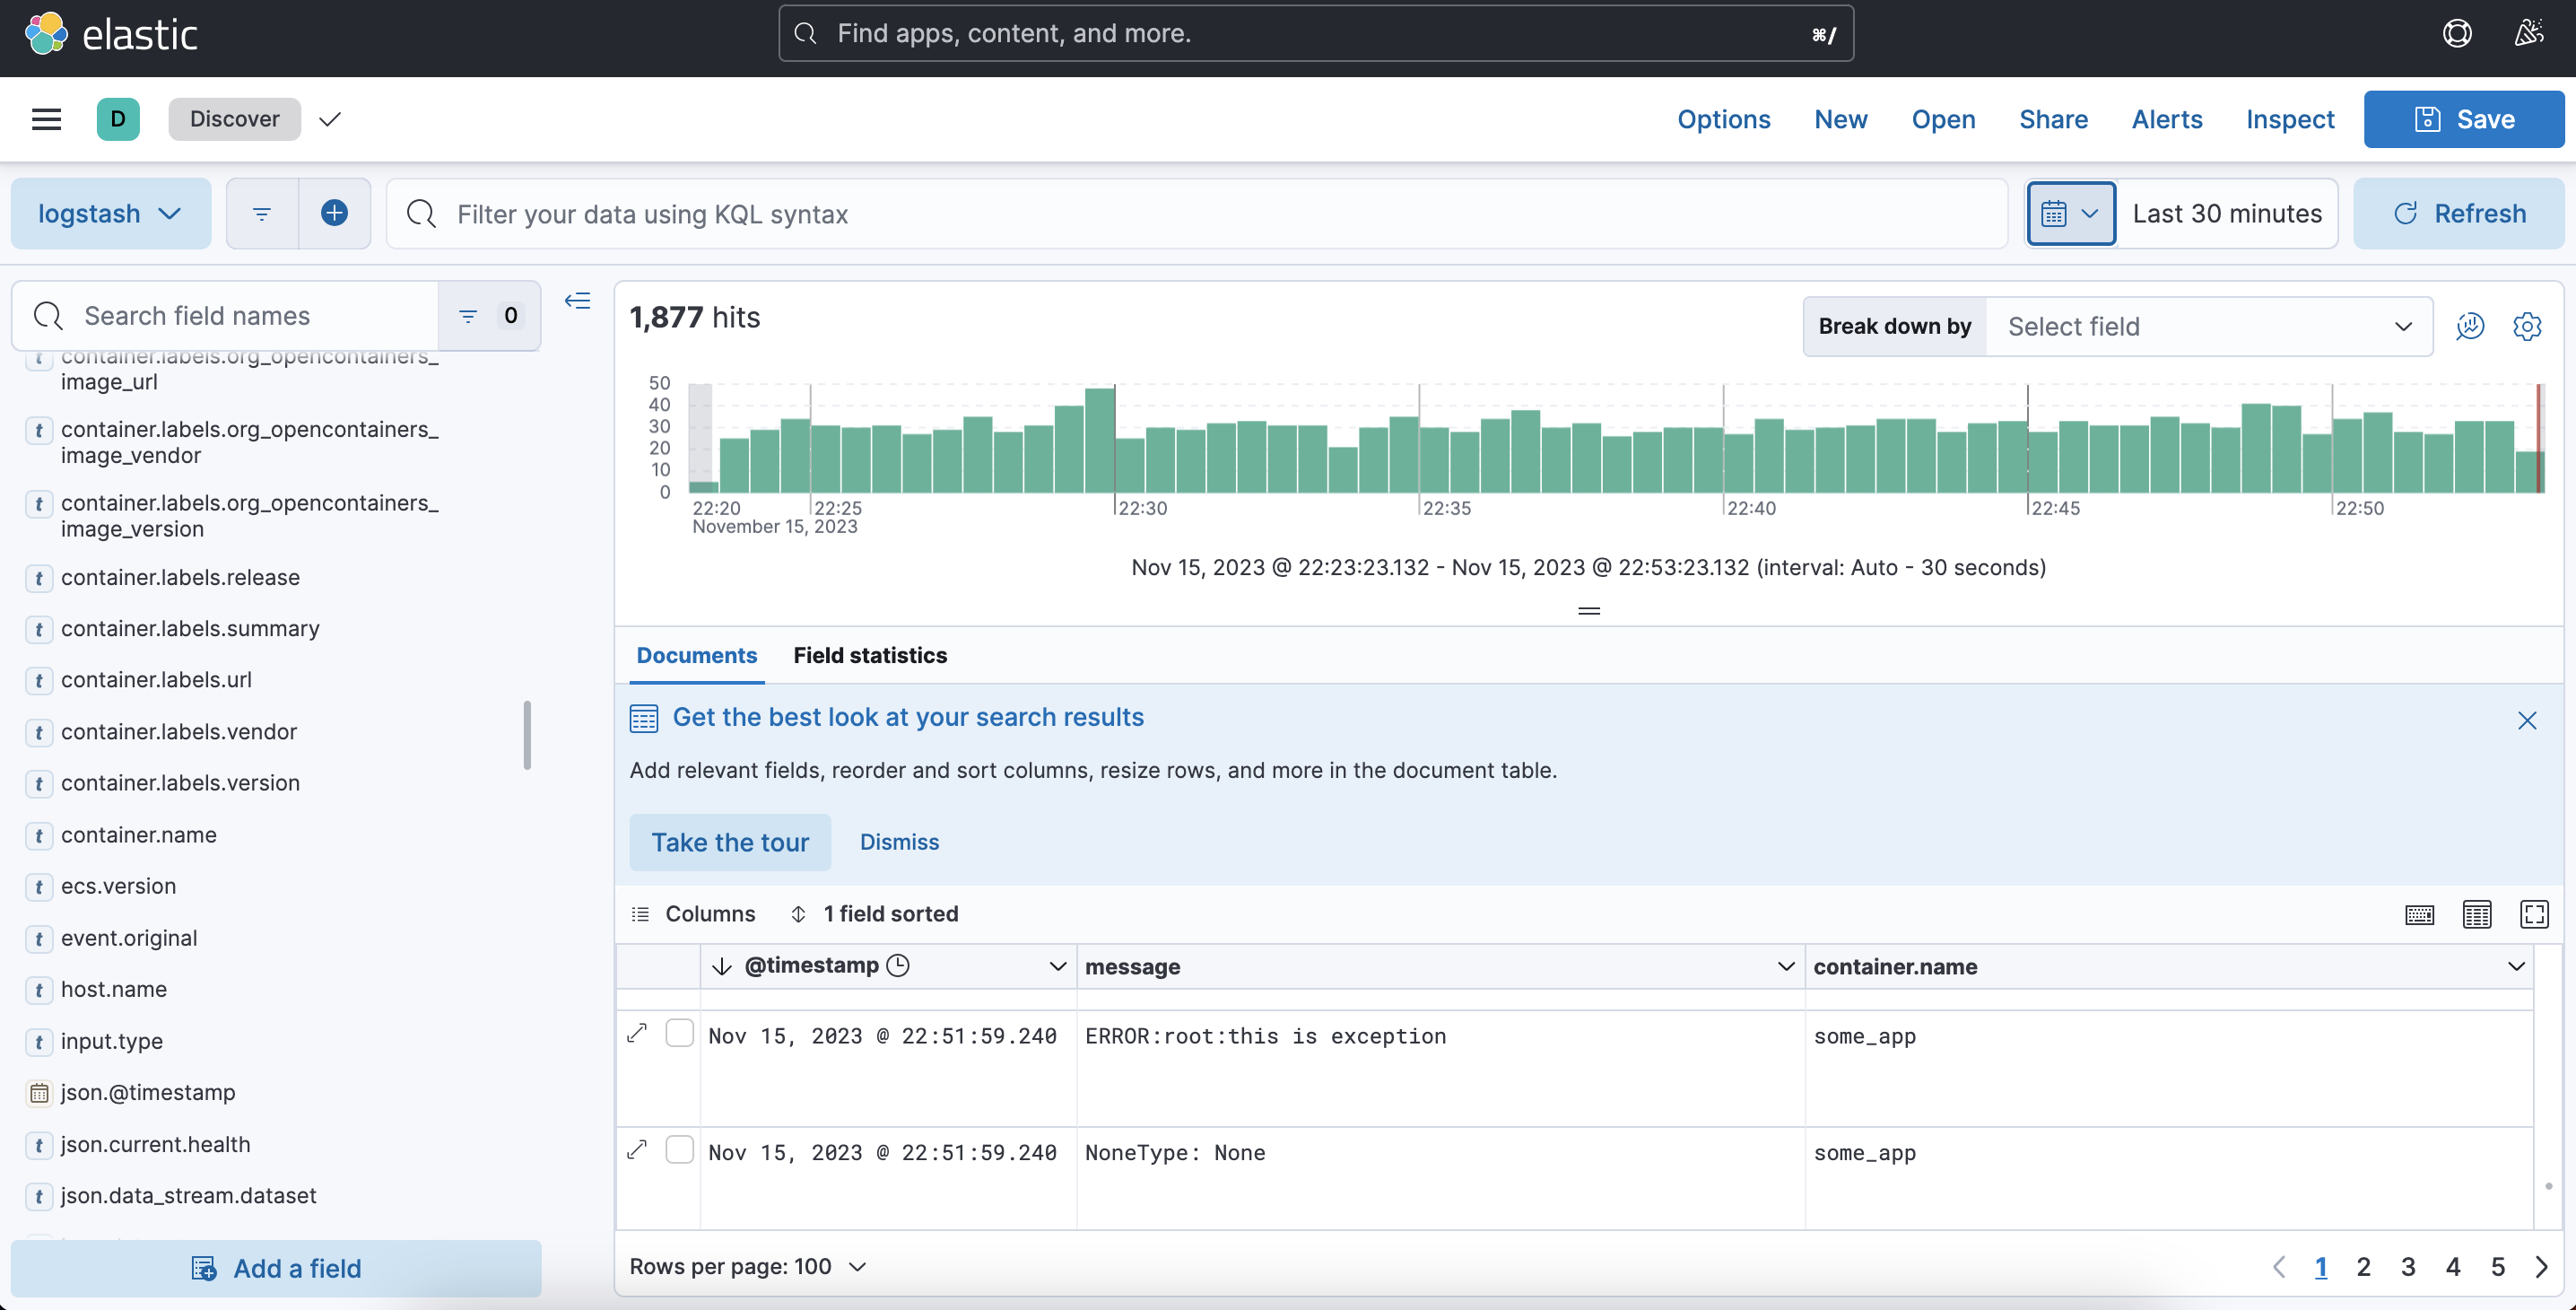 elastic
Find apps, content, and more.
⌘/
D
Discover
Options
New
Open
Share
Alerts
Inspect
Save
logstash
Filter your data using KQL syntax
Last 30 minutes
Refresh
Search field names
0
container.labels.org_opencontainers_
image_url
container.labels.org_opencontainers_
image_vendor
container.labels.org_opencontainers_
image_version
container.labels.release
container.labels.summary
container.labels.url
container.labels.vendor
container.labels.version
container.name
ecs.version
event.original
host.name
input.type
json.@timestamp
json.current.health
json.data_stream.dataset
Add a field
1,877 hits
Break down by
Select field
50
40
30
20
10
0
22:20 22:25 22:30 22:35 22:40 22:45 22:50
November 15, 2023
Nov 15, 2023 @ 22:23:23.132 - Nov 15, 2023 @ 22:53:23.132 (interval: Auto - 30 seconds)
Documents
Field statistics
Get the best look at your search results
Add relevant fields, reorder and sort columns, resize rows, and more in the document table.
Take the tour
Dismiss
Columns
1 field sorted
@timestamp message container.name
Nov 15, 2023 @ 22:51:59.240 ERROR:root:this is exception some_app
Nov 15, 2023 @ 22:51:59.240 NoneType: None some_app
Rows per page: 100
1 2 3 4 5